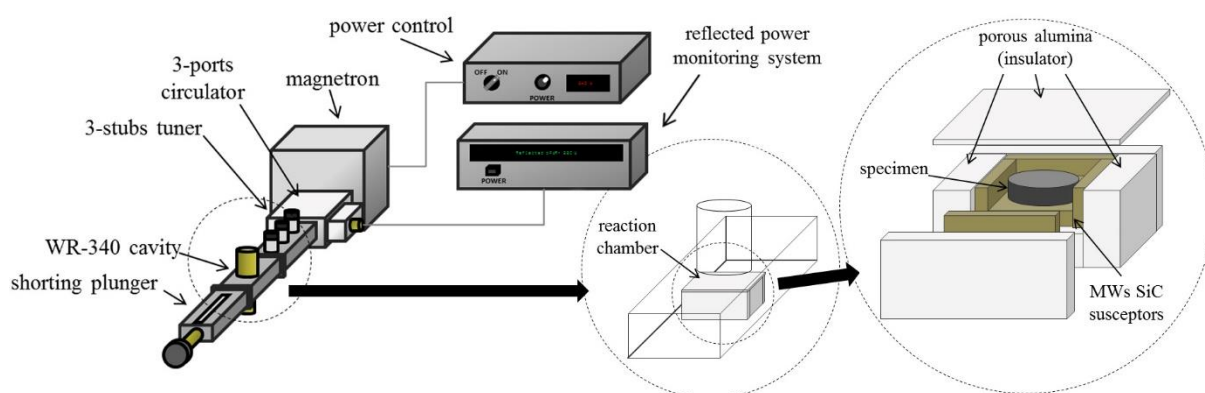 power control
reflected power
monitoring system
3-ports
circulator
magnetron
3-stubs tuner
OFF ON
POWER
POWER
WR-340 cavity
shorting plunger
reaction
chamber
porous alumina
(insulator)
specimen
MWs SiC
susceptors